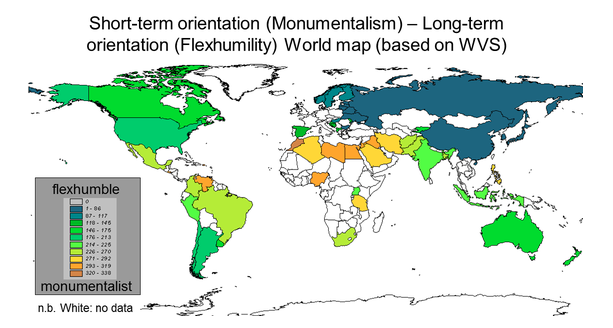 Short-term orientation (Monumentalism) – Long-term
orientation (Flexhumility) World map (based on WVS)
flexhumble
0
1 - 86
87 - 117
118 - 145
146 - 175
176 - 213
214 - 225
226 - 270
271 - 292
293 - 319
320 - 338
monumentalist
n.b. White: no data